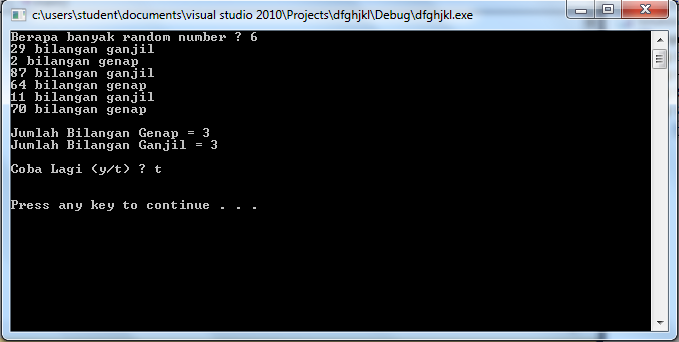 c:\users\student\documents\visual studio 2010\Projects\dfghjkl\Debug\dfghjkl.exe
Berapa banyak random number ? 6
29 bilangan ganjil
2 bilangan genap
87 bilangan ganjil
64 bilangan genap
11 bilangan ganjil
70 bilangan genap
Jumlah Bilangan Genap = 3
Jumlah Bilangan Ganjil = 3
Coba Lagi (y/t) ? t
Press any key to continue . . .